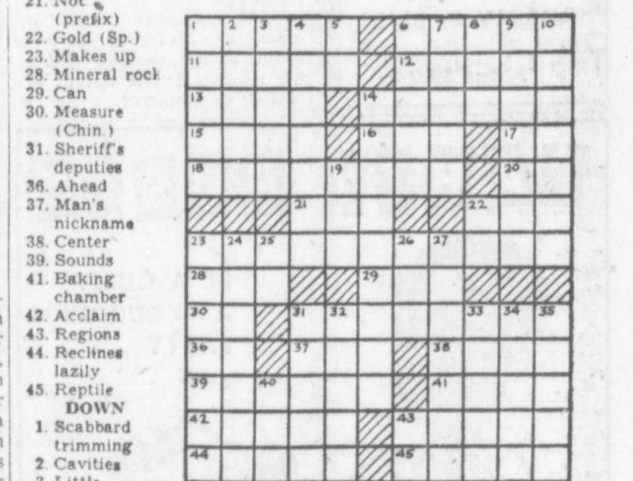 21. Not
(prefix)
22. Gold (Sp.)
23. Makes up
28. Mineral rock
29. Can
30. Measure
(Chin.)
31. Sheriff's
deputies
36. Ahead
37. Man's
nickname
38. Center
39. Sounds
41. Baking
chamber
42. Acclaim
43. Regions
44. Reclines
lazily
45. Reptile
DOWN
1. Scabbard
trimming
2. Cavities
3. Little
1 2 3 4 5 6 7 8 9 10
11 12
13 14
15 16 17
18 19 20
21 22
23 24 25 26 27
28 29
30 31 32 33 34 35
36 37 38
39 40 41
42 43
44 45